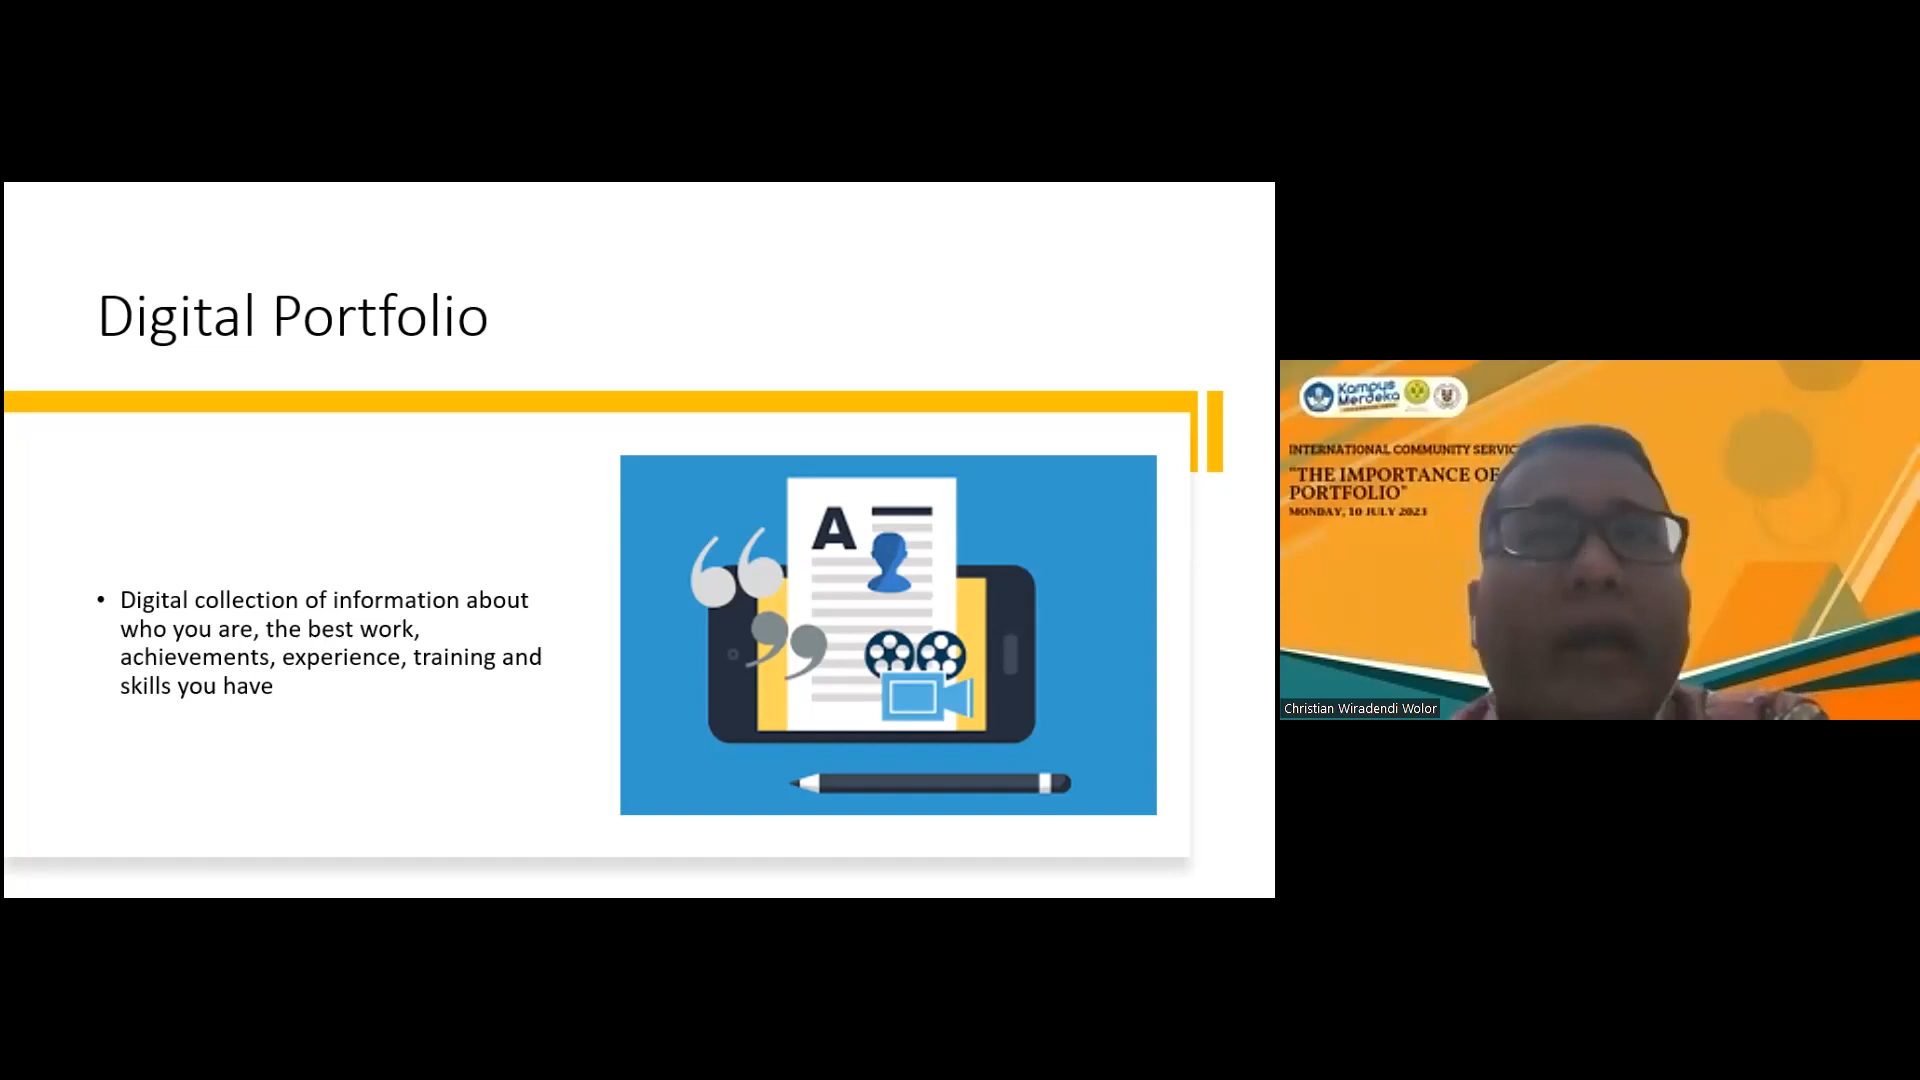 Digital Portfolio
• Digital collection of information about
who you are, the best work,
achievements, experience, training and
skills you have
A
Kampus
Merdeka
INTERNATIONAL COMMUNITY SERVIC
"THE IMPORTANCE OF
PORTFOLIO"
MONDAY, 10 JULY 2023
Christian Wiradendi Wolor